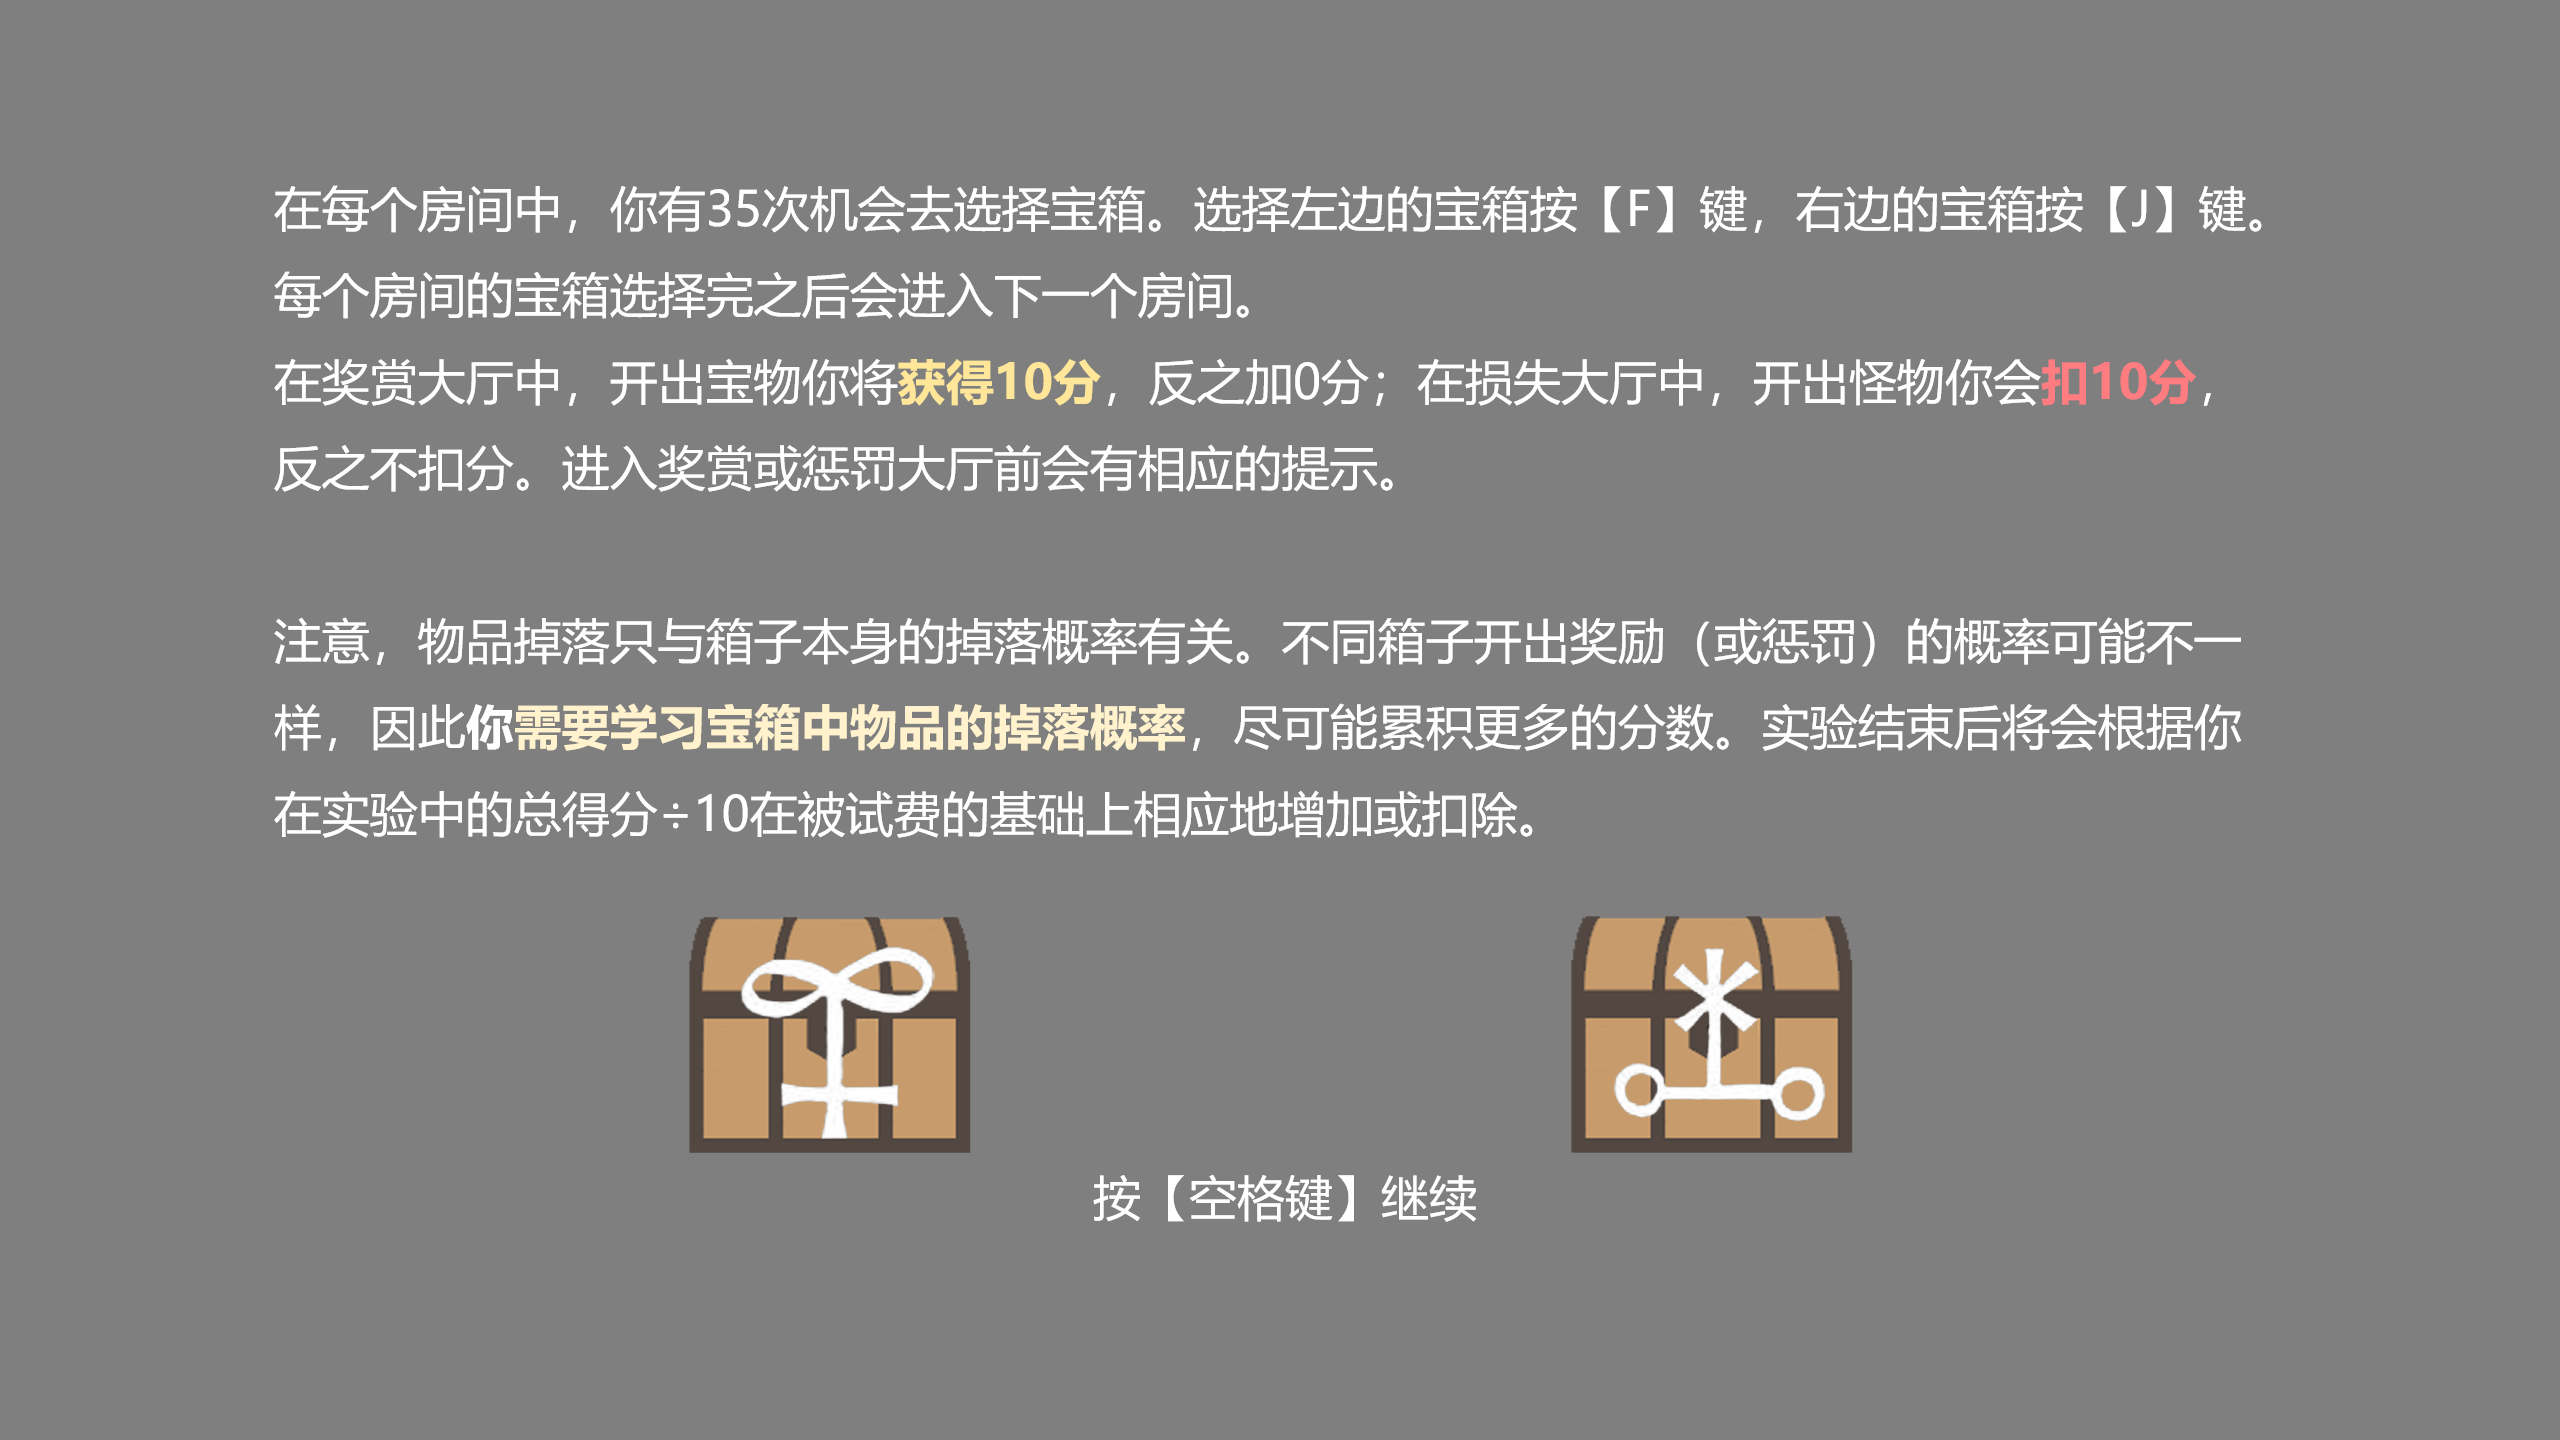 在每个房间中，你有35次机会去选择宝箱。选择左边的宝箱按【F】键，右边的宝箱按【J】键。
每个房间的宝箱选择完之后会进入下一个房间。
在奖赏大厅中，开出宝物你将获得10分，反之加0分；在损失大厅中，开出怪物你会扣10分，
反之不扣分。进入奖赏或惩罚大厅前会有相应的提示。
注意，物品掉落只与箱子本身的掉落概率有关。不同箱子开出奖励（或惩罚）的概率可能不一
样，因此你需要学习宝箱中物品的掉落概率，尽可能累积更多的分数。实验结束后将会根据你
在实验中的总得分÷10在被试费的基础上相应地增加或扣除。
按【空格键】继续